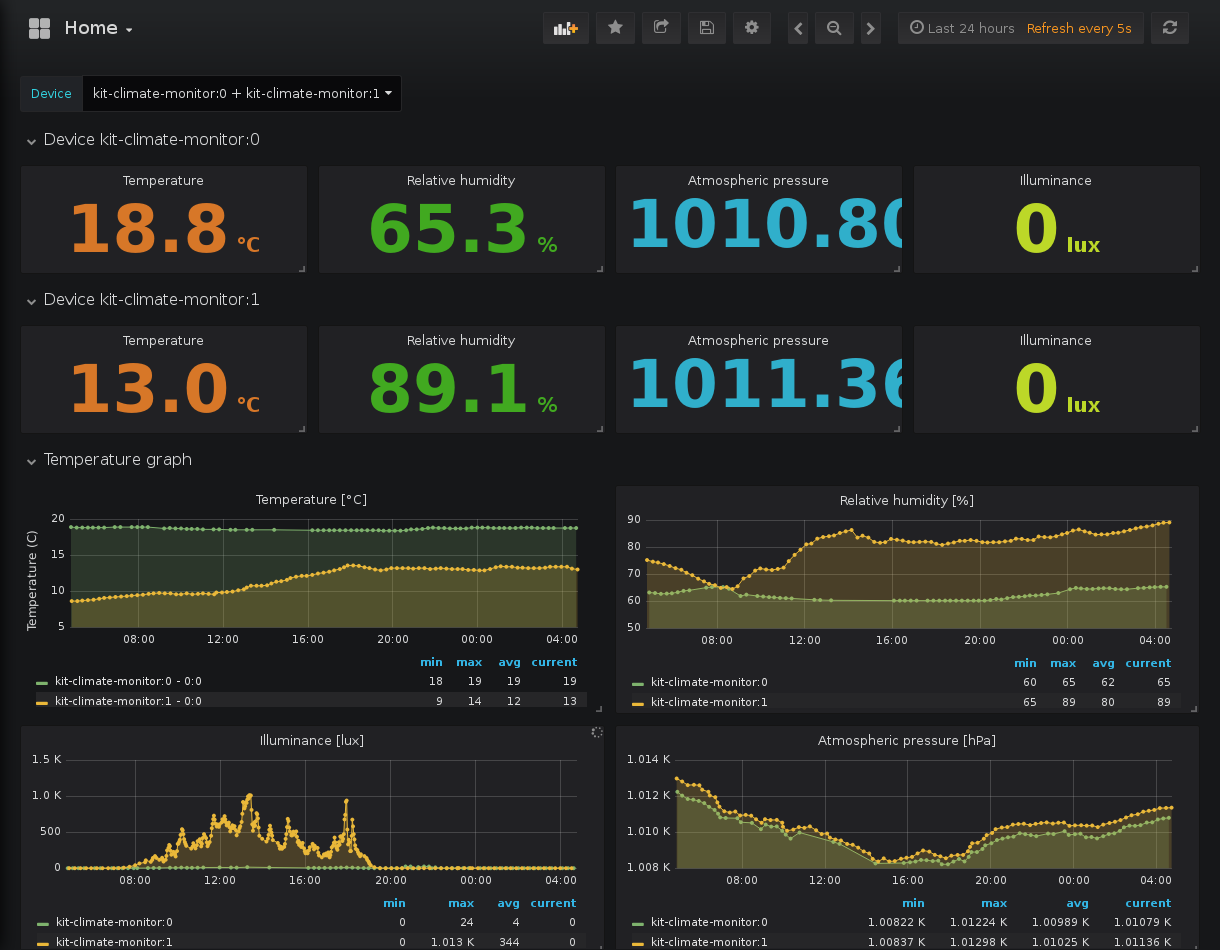 Home
Last 24 hours Refresh every 5s
Device kit-climate-monitor:0 + kit-climate-monitor:1
Device kit-climate-monitor:0
Temperature Relative humidity Atmospheric pressure Illuminance
18.8 °C 65.3 % 1010.80 0 lux
Device kit-climate-monitor:1
Temperature Relative humidity Atmospheric pressure Illuminance
13.0 °C 89.1 % 1011.36 0 lux
Temperature graph
Temperature [°C]
Temperature (C)
20
15
10
5
08:00 12:00 16:00 20:00 00:00 04:00
min max avg current
kit-climate-monitor:0 - 0:0 18 19 19 19
kit-climate-monitor:1 - 0:0 9 14 12 13
Relative humidity [%]
90
80
70
60
50
08:00 12:00 16:00 20:00 00:00 04:00
min max avg current
kit-climate-monitor:0 60 65 62 65
kit-climate-monitor:1 65 89 80 89
Illuminance [lux]
1.5 K
1.0 K
500
0
08:00 12:00 16:00 20:00 00:00 04:00
min max avg current
kit-climate-monitor:0 0 24 4 0
kit-climate-monitor:1 0 1.013 K 344 0
Atmospheric pressure [hPa]
1.014 K
1.012 K
1.010 K
1.008 K
08:00 12:00 16:00 20:00 00:00 04:00
min max avg current
kit-climate-monitor:0 1.00822 K 1.01224 K 1.00989 K 1.01079 K
kit-climate-monitor:1 1.00837 K 1.01298 K 1.01025 K 1.01136 K